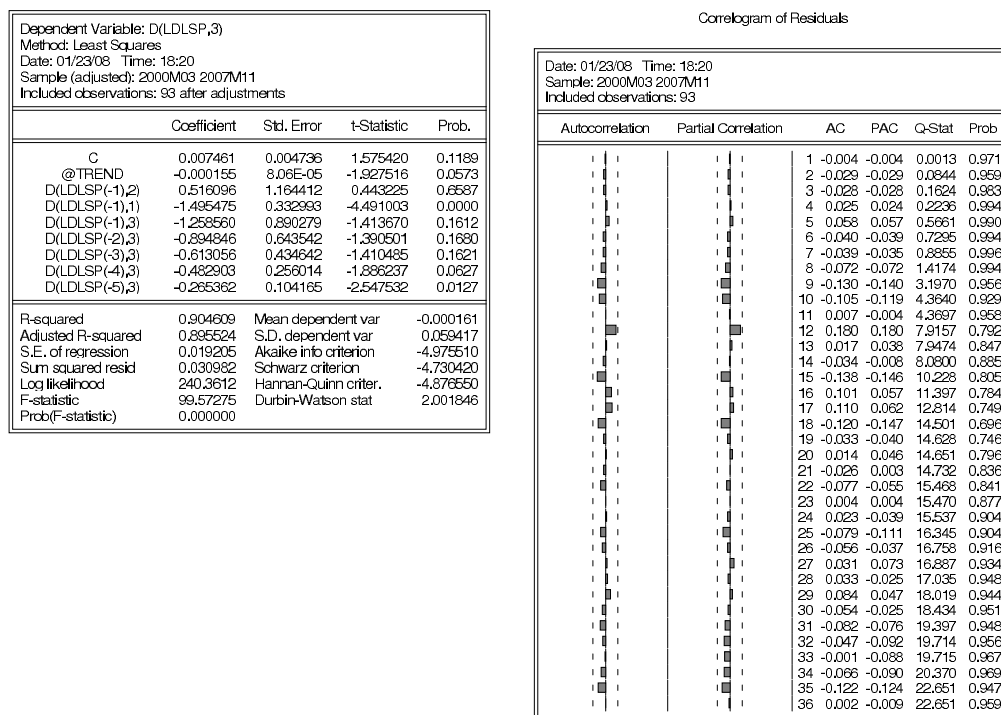 Dependent Variable: D(LDLSP,3)
Method: Least Squares
Date: 01/23/08 Time: 18:20
Sample (adjusted): 2000M03 2007M11
Included observations: 93 after adjustments
Coefficient Std. Error t-Statistic Prob.
C 0.007461 0.004736 1.575420 0.1189
@TREND -0.000155 8.06E-05 -1.927516 0.0573
D(LDLSP(-1),2) 0.516096 1.164412 0.443225 0.6587
D(LDLSP(-1),1) -1.495475 0.332993 -4.491003 0.0000
D(LDLSP(-1),3) -1.258560 0.890279 -1.413670 0.1612
D(LDLSP(-2),3) -0.894846 0.643542 -1.390501 0.1680
D(LDLSP(-3),3) -0.613056 0.434642 -1.410485 0.1621
D(LDLSP(-4),3) -0.482903 0.256014 -1.886237 0.0627
D(LDLSP(-5),3) -0.265362 0.104165 -2.547532 0.0127
R-squared 0.904609 Mean dependent var -0.000161
Adjusted R-squared 0.895524 S.D. dependent var 0.059417
S.E. of regression 0.019205 Akaike info criterion -4.975510
Sum squared resid 0.030982 Schwarz criterion -4.730420
Log likelihood 240.3612 Hannan-Quinn criter. -4.876550
F-statistic 99.57275 Durbin-Watson stat 2.001846
Prob(F-statistic) 0.000000
Correlogram of Residuals
Date: 01/23/08 Time: 18:20
Sample: 2000M03 2007M11
Included observations: 93
Autocorrelation Partial Correlation AC PAC Q-Stat Prob
1 -0.004 -0.004 0.0013 0.971
2 -0.029 -0.029 0.0844 0.959
3 -0.028 -0.028 0.1624 0.983
4 0.025 0.024 0.2236 0.994
5 0.058 0.057 0.5661 0.990
6 -0.040 -0.039 0.7295 0.994
7 -0.039 -0.035 0.8855 0.996
8 -0.072 -0.072 1.4174 0.994
9 -0.130 -0.140 3.1970 0.956
10 -0.105 -0.119 4.3640 0.929
11 0.007 -0.004 4.3697 0.958
12 0.180 0.180 7.9157 0.792
13 0.017 0.038 7.9474 0.847
14 -0.034 -0.008 8.0800 0.885
15 -0.138 -0.146 10.228 0.805
16 0.101 0.057 11.397 0.784
17 0.110 0.062 12.814 0.749
18 -0.120 -0.147 14.501 0.696
19 -0.033 -0.040 14.628 0.746
20 0.014 0.046 14.651 0.796
21 -0.026 0.003 14.732 0.836
22 -0.077 -0.055 15.468 0.841
23 0.004 0.004 15.470 0.877
24 0.023 -0.039 15.537 0.904
25 -0.079 -0.111 16.345 0.904
26 -0.056 -0.037 16.758 0.916
27 0.031 0.073 16.887 0.934
28 0.033 -0.025 17.035 0.948
29 0.084 0.047 18.019 0.944
30 -0.054 -0.025 18.434 0.951
31 -0.082 -0.076 19.397 0.948
32 -0.047 -0.092 19.714 0.956
33 -0.001 -0.088 19.715 0.967
34 -0.066 -0.090 20.370 0.969
35 -0.122 -0.124 22.651 0.947
36 0.002 -0.009 22.651 0.959